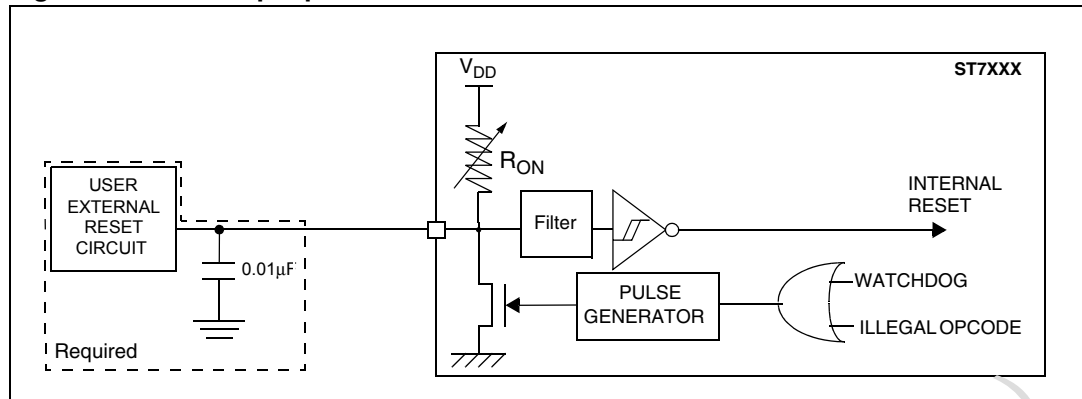 ST7XXX
VDD
RON
USER
EXTERNAL
RESET
CIRCUIT
0.01μF
Required
Filter
INTERNAL
RESET
PULSE
GENERATOR
WATCHDOG
ILLEGAL OPCODE